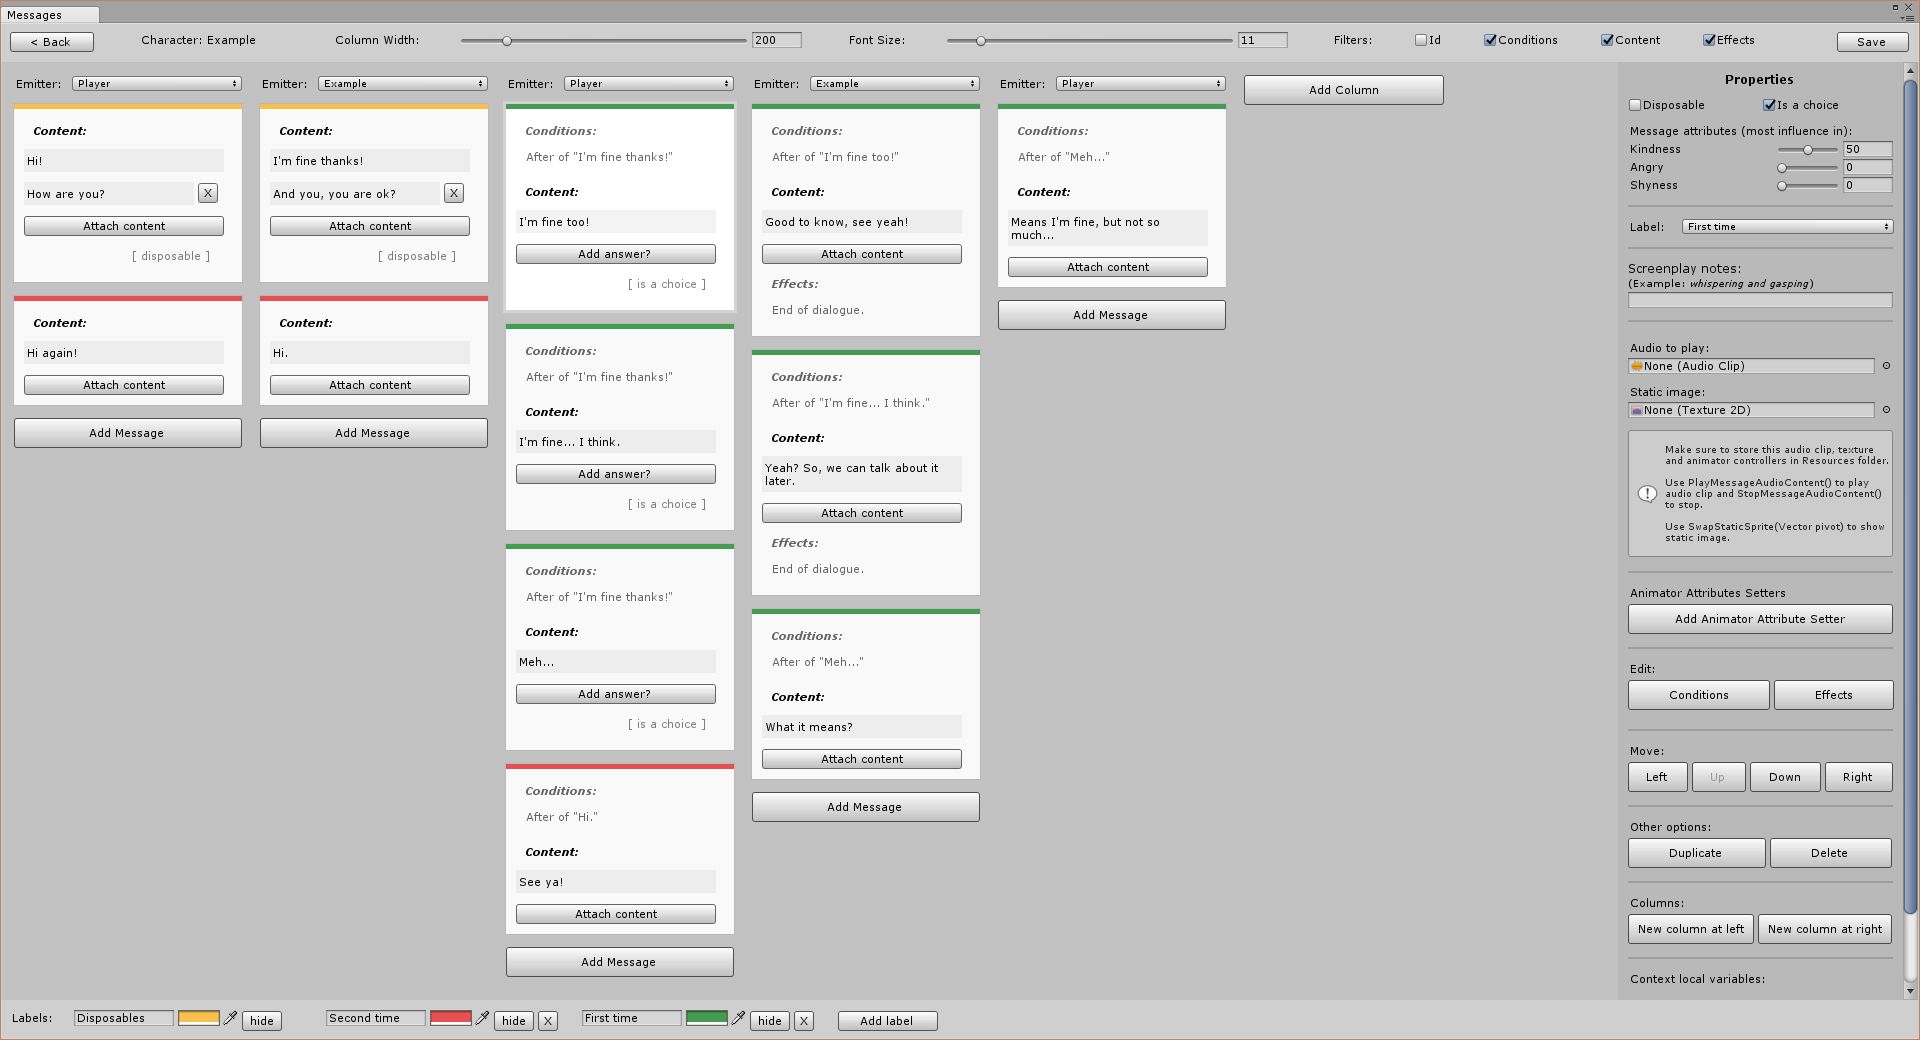 Messages
< Back
Character: Example
Column Width:
200
Font Size:
11
Filters:
Id
Conditions
Content
Effects
Save
Emitter:
Player
Content:
Hi!
How are you?
X
Attach content
[ disposable ]
Content:
Hi again!
Attach content
Add Message
Emitter:
Example
Content:
I'm fine thanks!
And you, you are ok?
X
Attach content
[ disposable ]
Content:
Hi.
Attach content
Add Message
Emitter:
Player
Conditions:
After of "I'm fine thanks!"
Content:
I'm fine too!
Add answer?
[ is a choice ]
Conditions:
After of "I'm fine thanks!"
Content:
I'm fine... I think.
Add answer?
[ is a choice ]
Conditions:
After of "I'm fine thanks!"
Content:
Meh...
Add answer?
[ is a choice ]
Conditions:
After of "Hi."
Content:
See ya!
Attach content
Add Message
Emitter:
Example
Conditions:
After of "I'm fine too!"
Content:
Good to know, see yeah!
Attach content
Effects:
End of dialogue.
Conditions:
After of "I'm fine... I think."
Content:
Yeah? So, we can talk about it
later.
Attach content
Effects:
End of dialogue.
Conditions:
After of "Meh..."
Content:
What it means?
Attach content
Add Message
Emitter:
Player
Conditions:
After of "Meh..."
Content:
Means I'm fine, but not so
much...
Attach content
Add Message
Add Column
Properties
Disposable
Is a choice
Message attributes (most influence in):
Kindness
50
Angry
0
Shyness
0
Label:
First time
Screenplay notes:
(Example: whispering and gasping)
Audio to play:
None (Audio Clip)
Static image:
None (Texture 2D)
Make sure to store this audio clip, texture
and animator controllers in Resources folder.
Use PlayMessageAudioContent() to play
audio clip and StopMessageAudioContent()
to stop.
Use SwapStaticSprite(Vector pivot) to show
static image.
Animator Attributes Setters
Add Animator Attribute Setter
Edit:
Conditions
Effects
Move:
Left
Up
Down
Right
Other options:
Duplicate
Delete
Columns:
New column at left
New column at right
Context local variables:
Labels:
Disposables
hide
Second time
hide
X
First time
hide
X
Add label